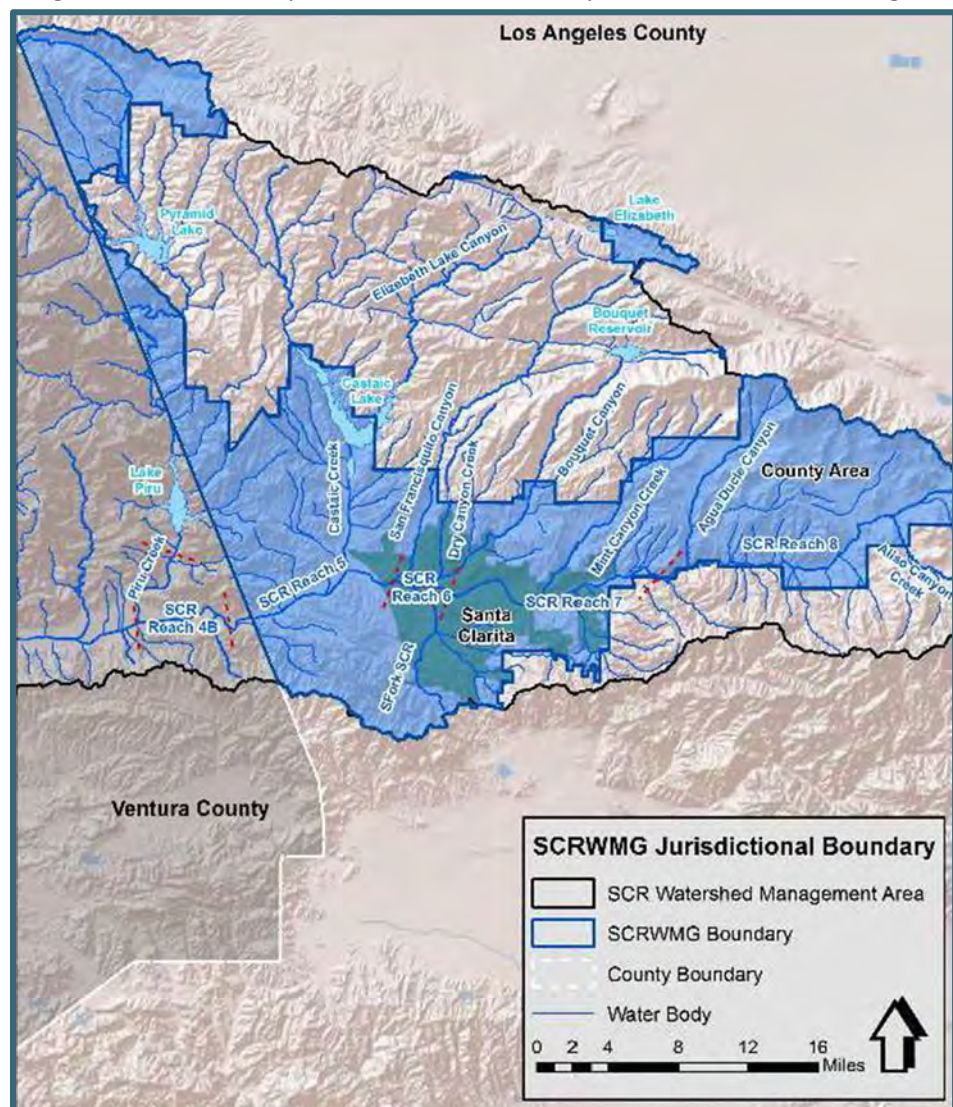 Los Angeles County
Lake
Elizabeth
Pyramid
Lake
Elizebeth Lake Canyon
Bouquet
Reservoir
Castaic
Lake
San Francisquito Canyon
Bouquet Canyon
Castaic Creek
Dry Canyon Creek
Mint Canyon Creek
Agua Dulce Canyon
County Area
Lake
Piru
Piru Creek
SCR Reach 5
SCR
Reach 6
SCR Reach 7
SCR Reach 8
Aliso Canyon
Creek
SCR
Reach 4B
Santa
Clarita
SFork SCR
Ventura County
SCRWMG Jurisdictional Boundary
SCR Watershed Management Area
SCRWMG Boundary
County Boundary
Water Body
0 2 4 8 12 16
Miles